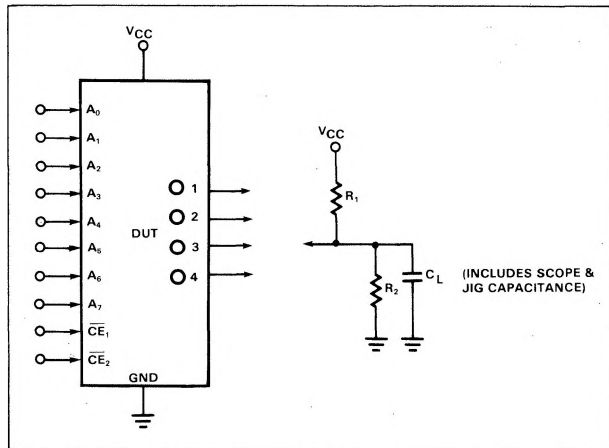 VCC
A0
A1
A2
A3
A4
A5
A6
A7
CE1
CE2
DUT
O 1
O 2
O 3
O 4
GND
VCC
R1
R2
CL
(INCLUDES SCOPE &
JIG CAPACITANCE)